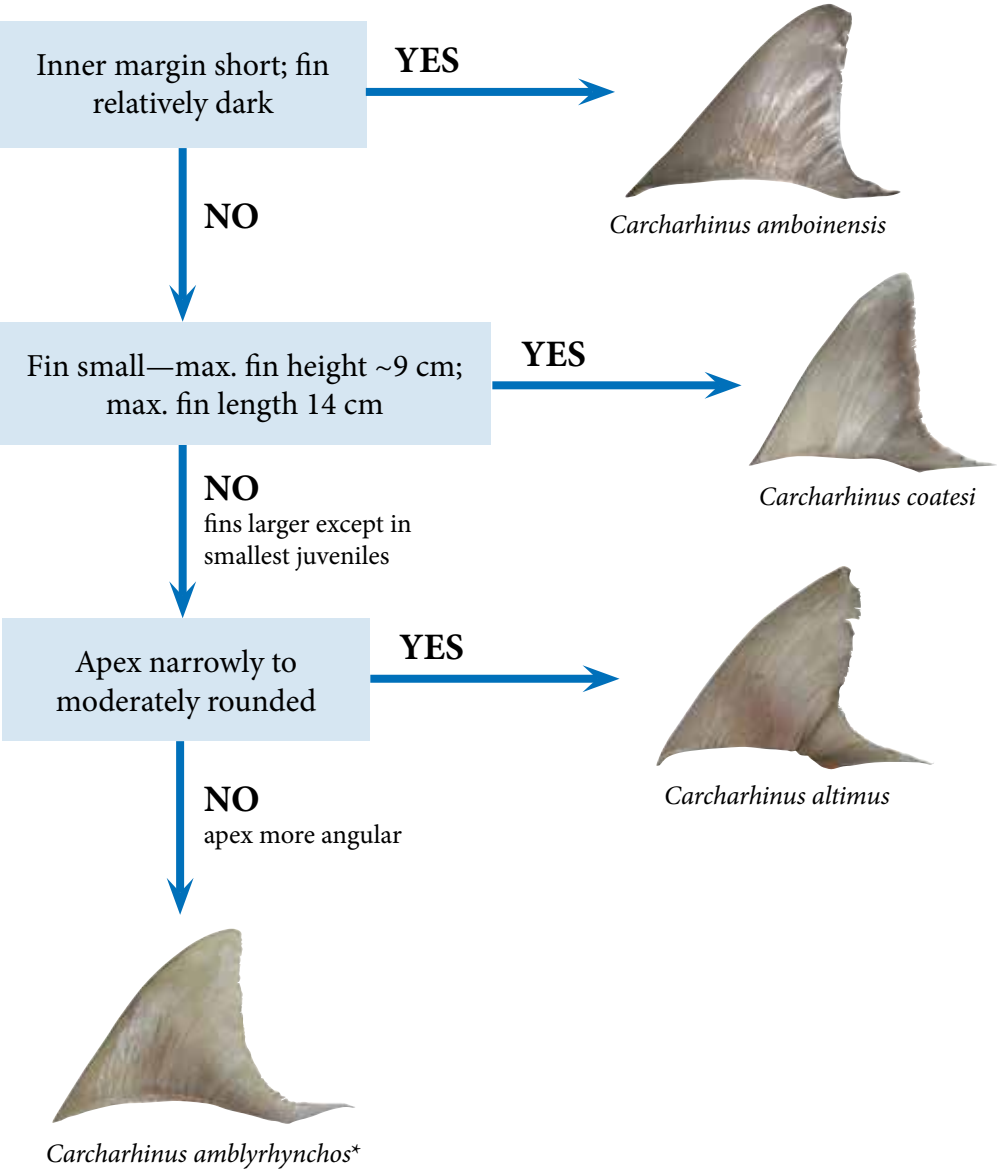 Inner margin short; fin
relatively dark
YES
Carcharhinus amboinensis
NO
Fin small—max. fin height ~9 cm;
max. fin length 14 cm
YES
Carcharhinus coatesi
NO
fins larger except in
smallest juveniles
Apex narrowly to
moderately rounded
YES
Carcharhinus altimus
NO
apex more angular
Carcharhinus amblyrhynchos*